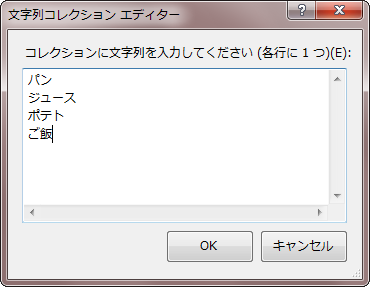 文字列コレクション エディター
コレクションに文字列を入力してください (各行に 1 つ)(E):
パン
ジュース
ポテト
ご飯
OK
キャンセル